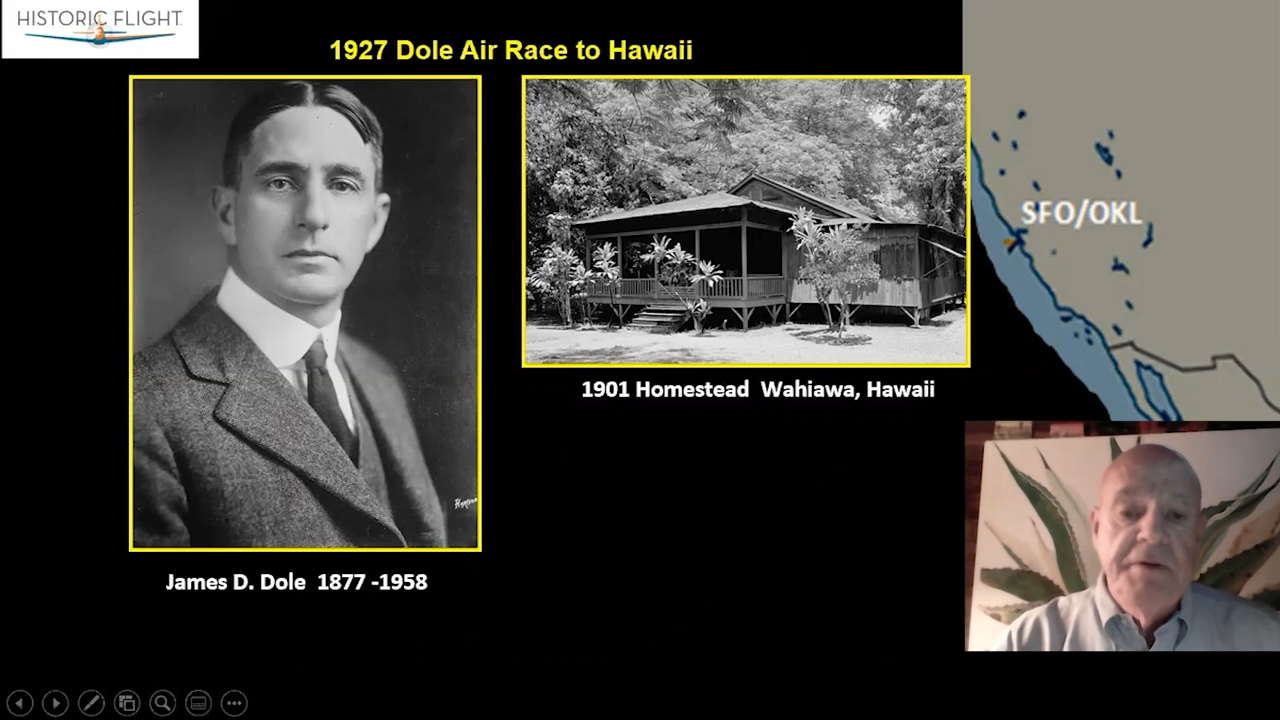 HISTORIC FLIGHT
1927 Dole Air Race to Hawaii
SFO/OKL
1901 Homestead Wahiawa, Hawaii
James D. Dole 1877 -1958